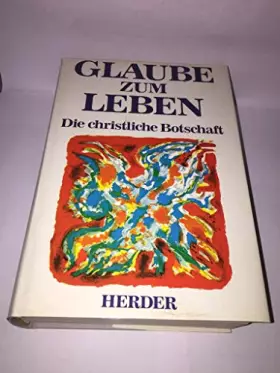 GLAUBE
ZUM
LEBEN
Die christliche Botschaft
HERDER